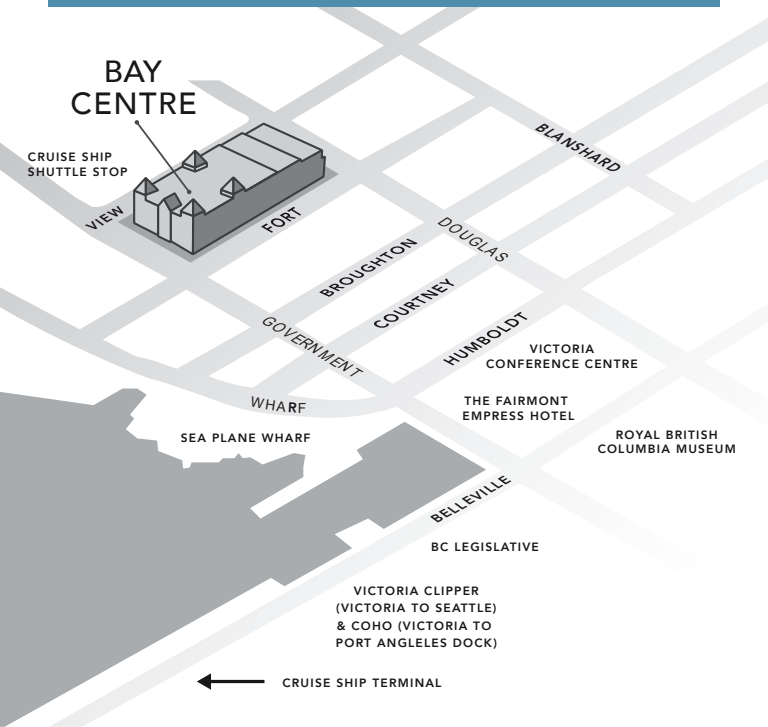 BAY
CENTRE
CRUISE SHIP
SHUTTLE STOP
BLANSHARD
VIEW
FORT
DOUGLAS
BROUGHTON
COURTNEY
GOVERNMENT
HUMBOLDT
VICTORIA
CONFERENCE CENTRE
WHARF
THE FAIRMONT
EMPRESS HOTEL
SEA PLANE WHARF
ROYAL BRITISH
COLUMBIA MUSEUM
BELLEVILLE
BC LEGISLATIVE
VICTORIA CLIPPER
(VICTORIA TO SEATTLE)
& COHO (VICTORIA TO
PORT ANGLELES DOCK)
CRUISE SHIP TERMINAL